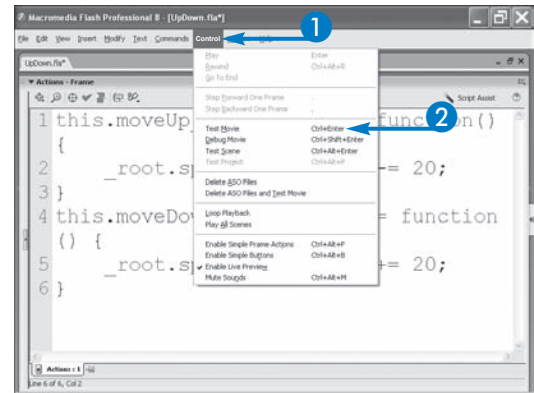 Macromedia Flash Professional 8 - [UpDown.fla*]
File Edit View Insert Modify Text Commands Control
1
UpDown.fla*
Actions - Frame
Script Assist
Play Enter
Rewind Ctrl+Alt+R
Go To End
Step Forward One Frame .
Step Backward One Frame ,
Test Movie Ctrl+Enter
2
Debug Movie Ctrl+Shift+Enter
Test Scene Ctrl+Alt+Enter
Test Project Ctrl+Alt+P
Delete ASO Files
Delete ASO Files and Test Movie
Loop Playback
Play All Scenes
Enable Simple Frame Actions Ctrl+Alt+F
Enable Simple Buttons Ctrl+Alt+B
Enable Live Preview
Mute Sounds Ctrl+Alt+M
1 this.moveUp function()
{
2 _root.s = 20;
3 }
4 this.moveDo = function
() {
5 _root.s += 20;
6 }
Actions : 1
Line 6 of 6, Col 2